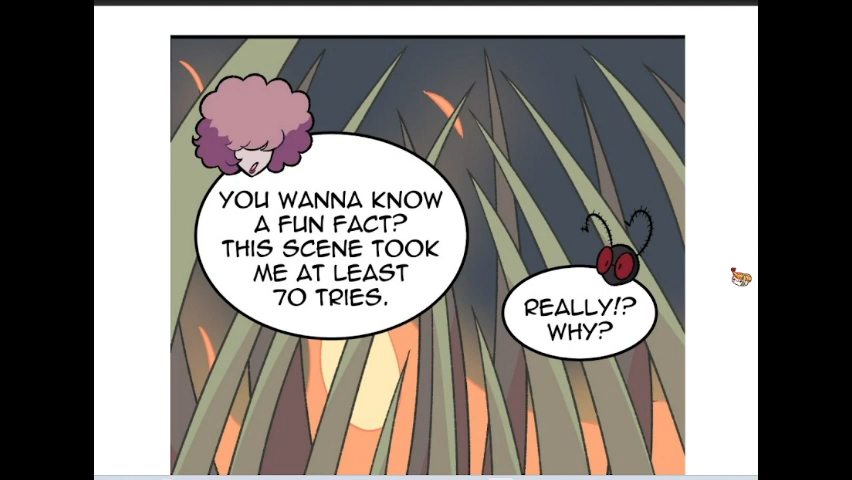 YOU WANNA KNOW
A FUN FACT?
THIS SCENE TOOK
ME AT LEAST
70 TRIES.
REALLY!?
WHY?